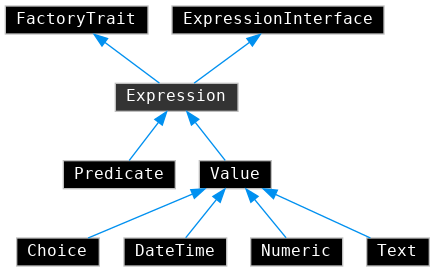 FactoryTrait
ExpressionInterface
Expression
Predicate
Value
Choice
DateTime
Numeric
Text